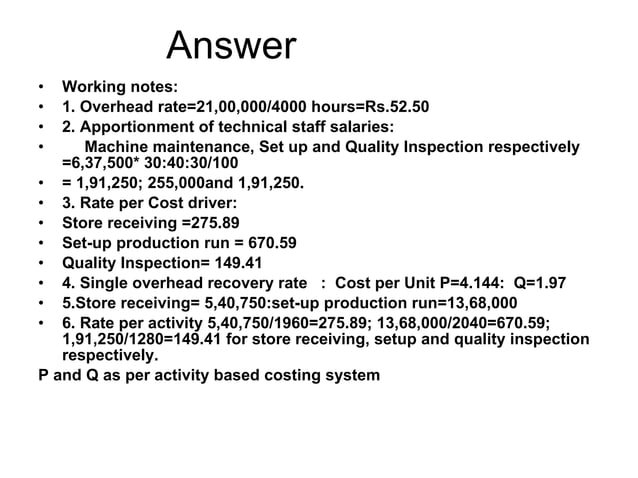 Answer
• Working notes:
• 1. Overhead rate=21,00,000/4000 hours=Rs.52.50
• 2. Apportionment of technical staff salaries:
• Machine maintenance, Set up and Quality Inspection respectively
=6,37,500* 30:40:30/100
• = 1,91,250; 255,000and 1,91,250.
• 3. Rate per Cost driver:
• Store receiving =275.89
• Set-up production run = 670.59
• Quality Inspection= 149.41
• 4. Single overhead recovery rate : Cost per Unit P=4.144: Q=1.97
• 5.Store receiving= 5,40,750:set-up production run=13,68,000
• 6. Rate per activity 5,40,750/1960=275.89; 13,68,000/2040=670.59;
1,91,250/1280=149.41 for store receiving, setup and quality inspection
respectively.
P and Q as per activity based costing system